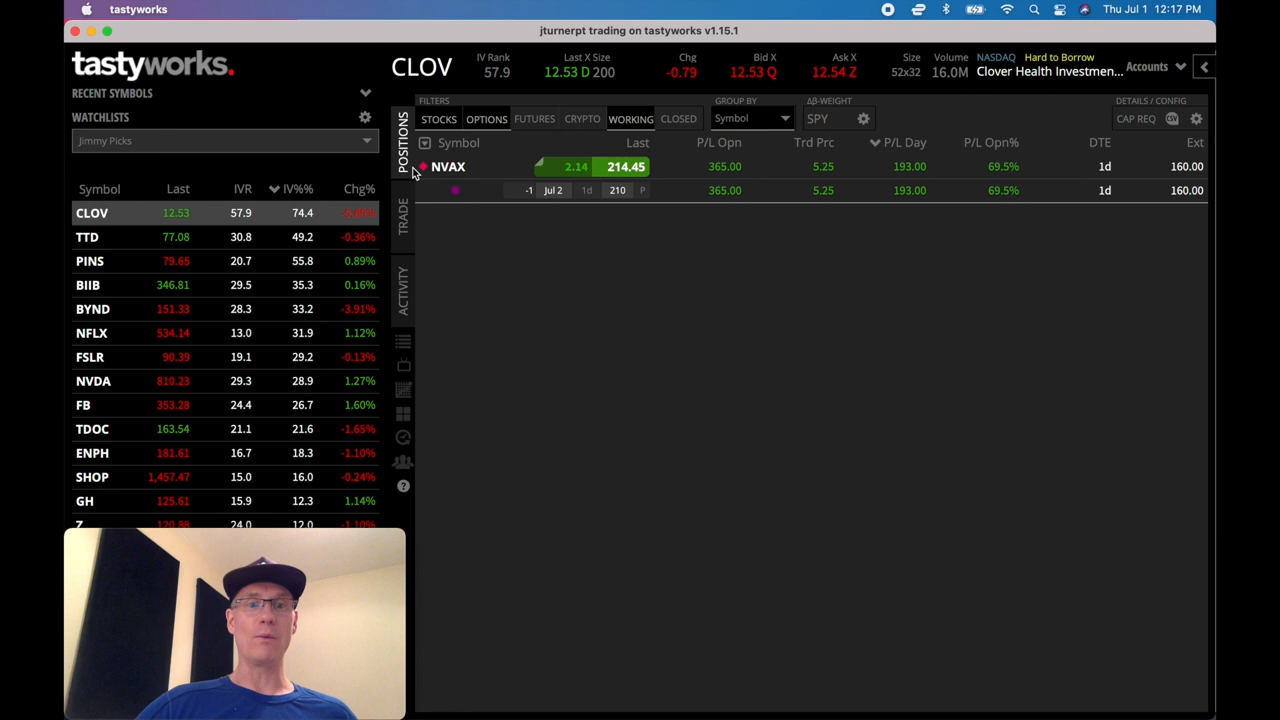 tastyworks
Thu Jul 1 12:17 PM
jturnerpt trading on tastyworks v1.15.1
tastyworks.
RECENT SYMBOLS
WATCHLISTS
Jimmy Picks
Symbol Last IVR IV%% Chg%
CLOV 12.53 57.9 74.4
TTD 77.08 30.8 49.2 -0.36%
PINS 79.65 20.7 55.8 0.89%
BIIB 346.81 29.5 35.3 0.16%
BYND 151.33 28.3 33.2 -3.91%
NFLX 534.14 13.0 31.9 1.12%
FSLR 90.39 19.1 29.2 -0.13%
NVDA 810.23 29.3 28.9 1.27%
FB 353.28 24.4 26.7 1.60%
TDOC 163.54 21.1 21.6 -1.65%
ENPH 181.61 16.7 18.3 -1.10%
SHOP 1,457.47 15.0 16.0 -0.24%
GH 125.61 15.9 12.3 1.14%
Z 120.88 24.0 12.0 -1.10%
CLOV
IV Rank Last X Size Chg Bid X Ask X Size Volume NASDAQ Hard to Borrow
57.9 12.53 D 200 -0.79 12.53 Q 12.54 Z 52x32 16.0M Clover Health Investmen...
Accounts
POSITIONS
TRADE
ACTIVITY
FILTERS GROUP BY Δβ-WEIGHT DETAILS / CONFIG
STOCKS OPTIONS FUTURES CRYPTO WORKING CLOSED Symbol SPY CAP REQ CSV
Symbol Last P/L Opn Trd Prc P/L Day P/L Opn% DTE Ext
NVAX 2.14 214.45 365.00 5.25 193.00 69.5% 1d 160.00
-1 Jul 2 1d 210 P 365.00 5.25 193.00 69.5% 1d 160.00
?